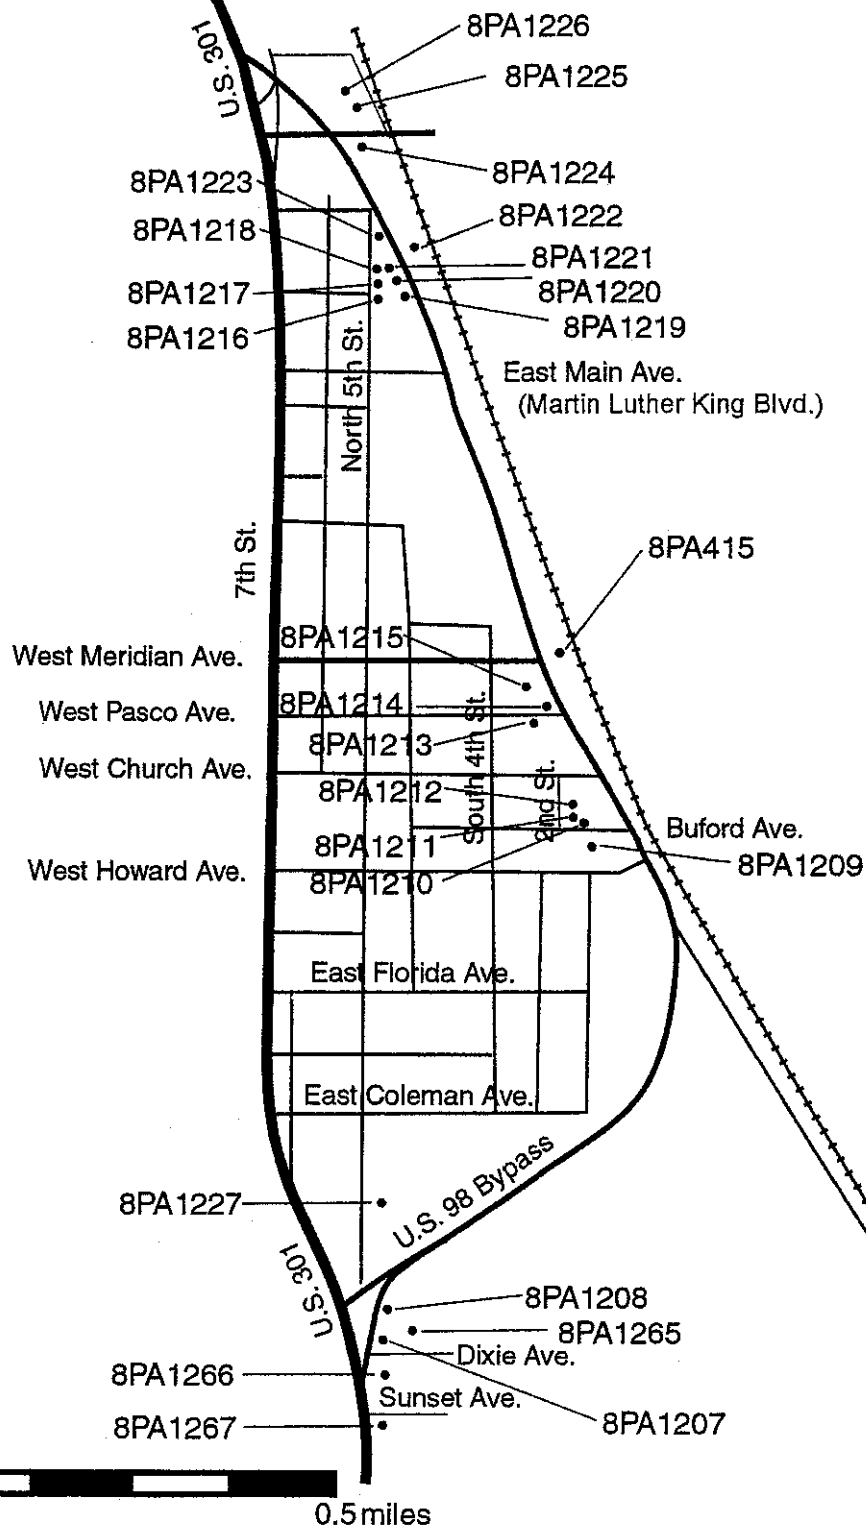 8PA1226
U.S. 301
8PA1225
8PA1224
8PA1223
8PA1222
8PA1218
8PA1221
8PA1217
8PA1220
8PA1216
8PA1219
North 5th St.
East Main Ave.
(Martin Luther King Blvd.)
7th St.
8PA415
8PA1215
West Meridian Ave.
8PA1214
West Pasco Ave.
8PA1213
South 4th St.
West Church Ave.
8PA1212
2nd St.
Buford Ave.
8PA1211
8PA1209
West Howard Ave.
8PA1210
East Florida Ave.
East Coleman Ave.
8PA1227
U.S. 98 Bypass
U.S. 301
8PA1208
8PA1265
Dixie Ave.
8PA1266
Sunset Ave.
8PA1267
8PA1207
0.5 miles